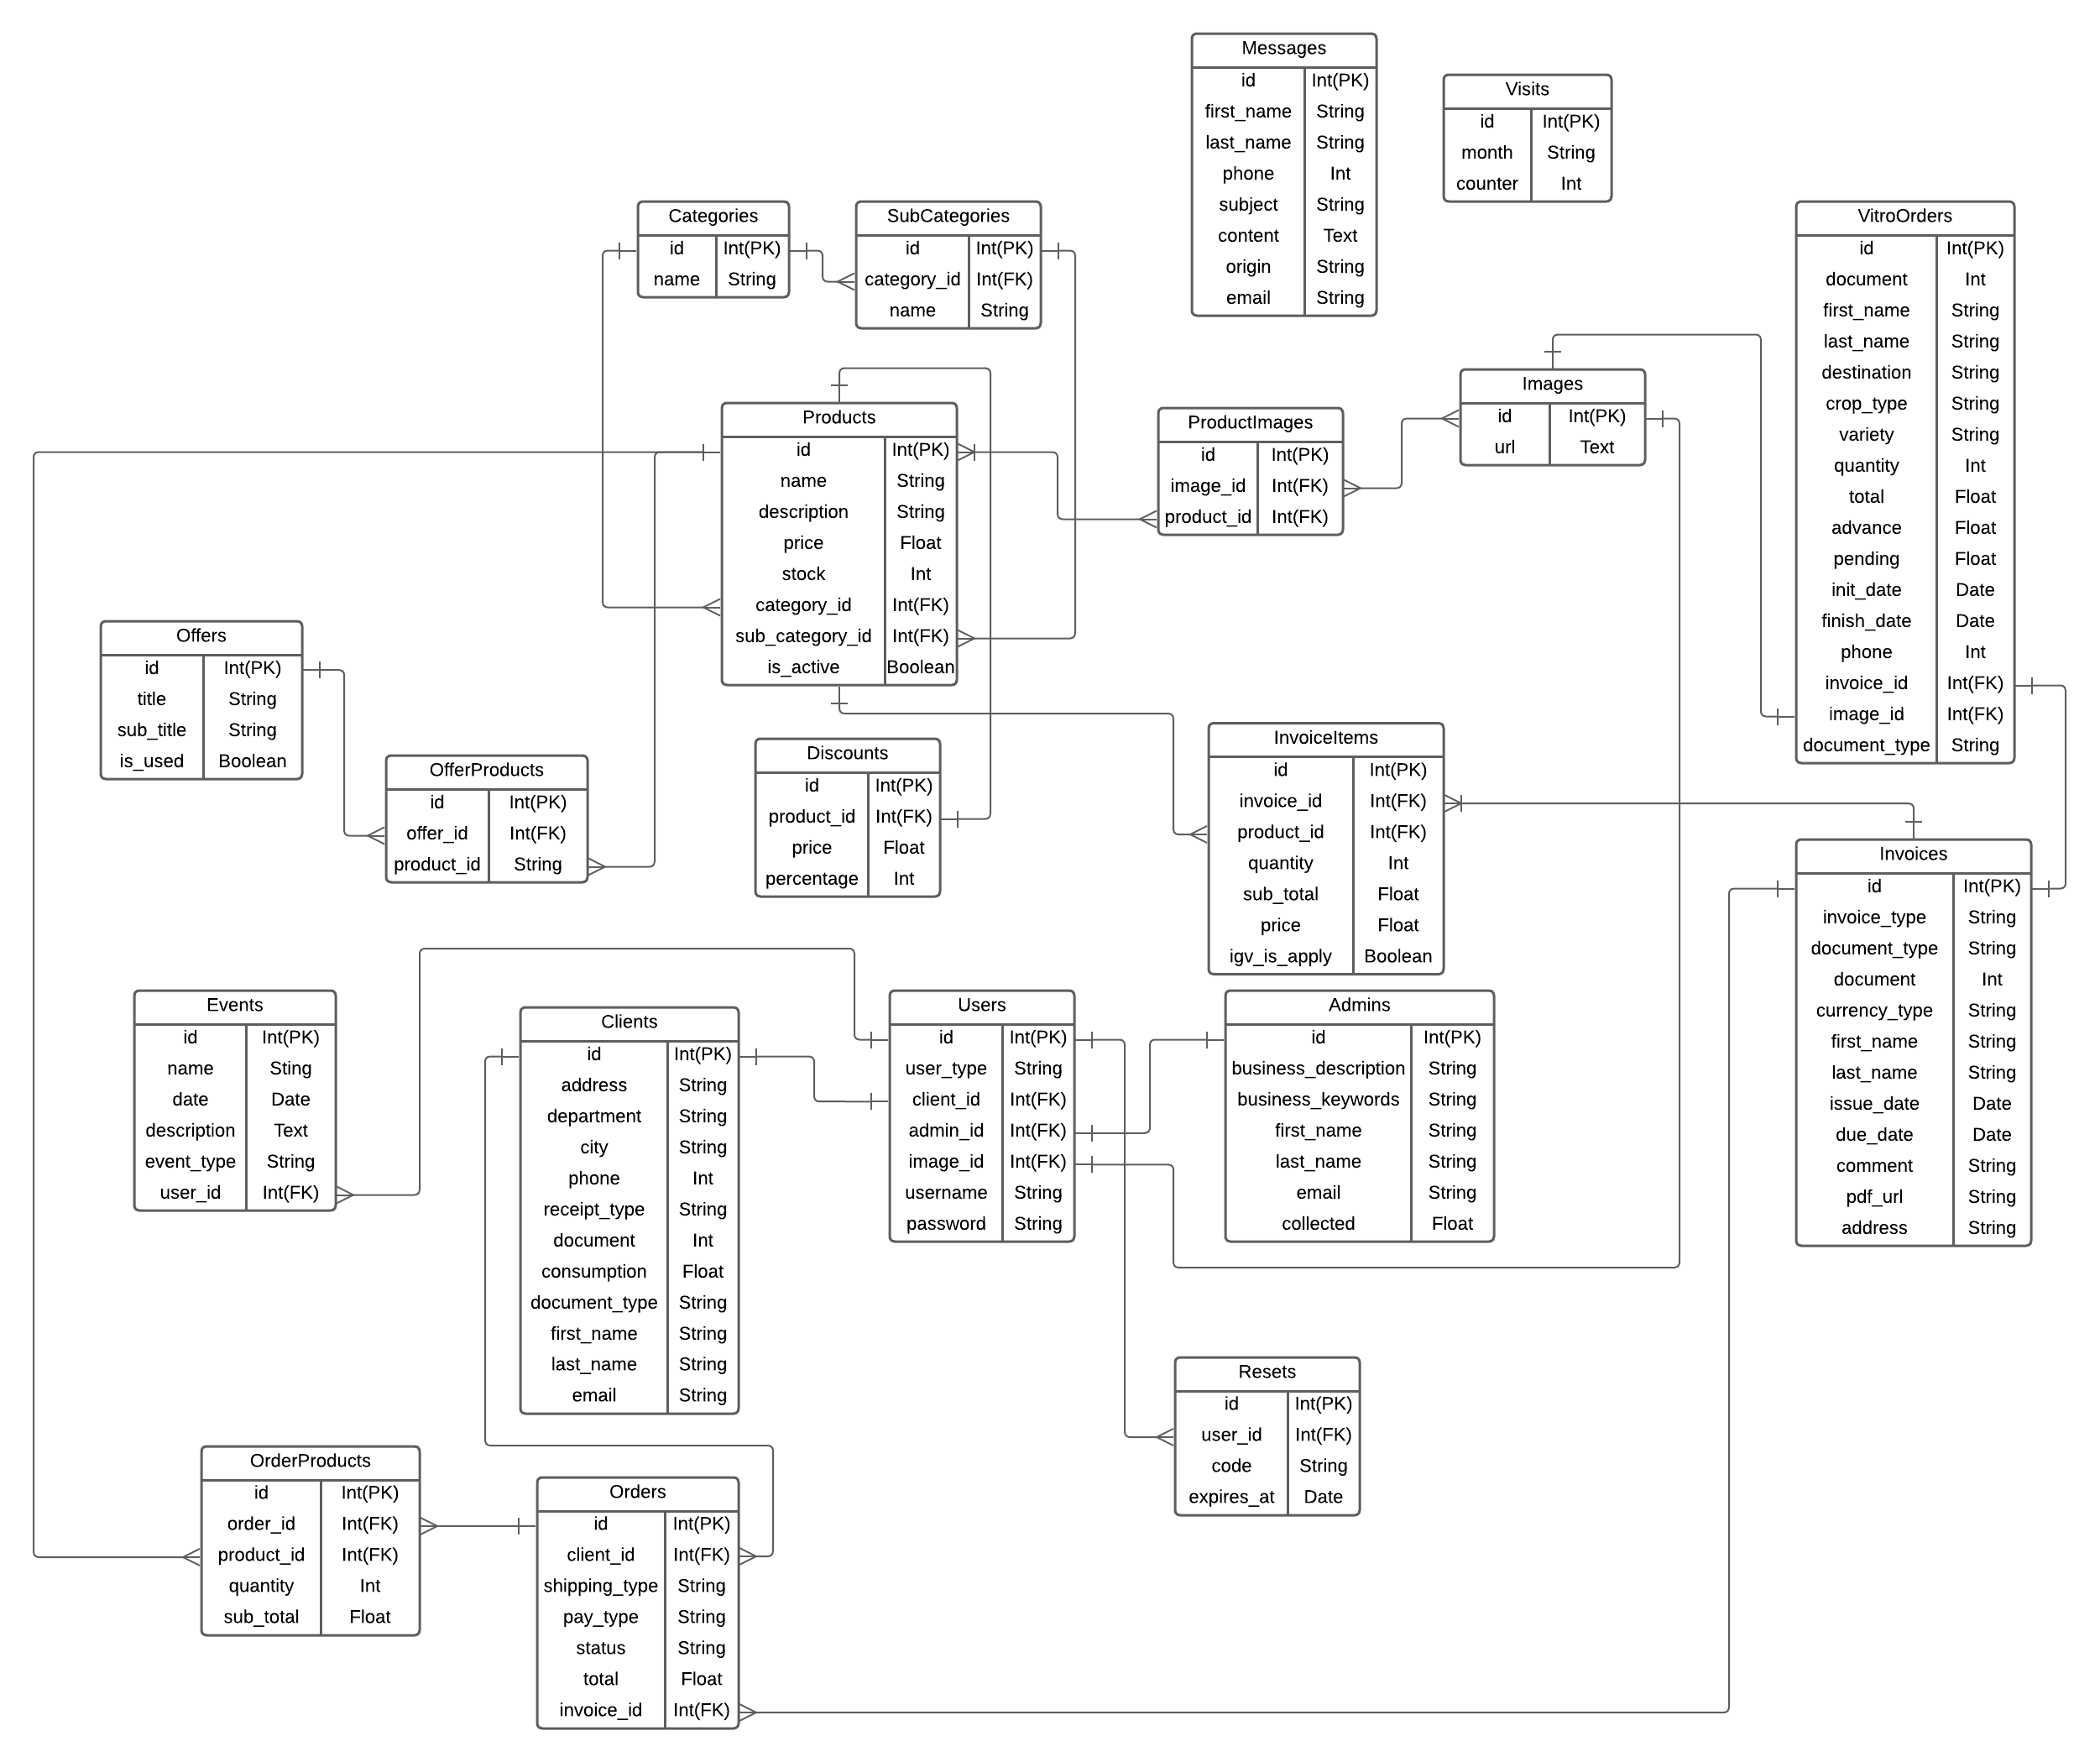 Messages
id Int(PK)
first_name String
last_name String
phone Int
subject String
content Text
origin String
email String
Visits
id Int(PK)
month String
counter Int
Categories
id Int(PK)
name String
SubCategories
id Int(PK)
category_id Int(FK)
name String
VitroOrders
id Int(PK)
document Int
first_name String
last_name String
destination String
crop_type String
variety String
quantity Int
total Float
advance Float
pending Float
init_date Date
finish_date Date
phone Int
invoice_id Int(FK)
image_id Int(FK)
document_type String
Images
id Int(PK)
url Text
Products
id Int(PK)
name String
description String
price Float
stock Int
category_id Int(FK)
sub_category_id Int(FK)
is_active Boolean
ProductImages
id Int(PK)
image_id Int(FK)
product_id Int(FK)
Offers
id Int(PK)
title String
sub_title String
is_used Boolean
OfferProducts
id Int(PK)
offer_id Int(FK)
product_id String
Discounts
id Int(PK)
product_id Int(FK)
price Float
percentage Int
InvoiceItems
id Int(PK)
invoice_id Int(FK)
product_id Int(FK)
quantity Int
sub_total Float
price Float
igv_is_apply Boolean
Invoices
id Int(PK)
invoice_type String
document_type String
document Int
currency_type String
first_name String
last_name String
issue_date Date
due_date Date
comment String
pdf_url String
address String
Events
id Int(PK)
name Sting
date Date
description Text
event_type String
user_id Int(FK)
Clients
id Int(PK)
address String
department String
city String
phone Int
receipt_type String
document Int
consumption Float
document_type String
first_name String
last_name String
email String
Users
id Int(PK)
user_type String
client_id Int(FK)
admin_id Int(FK)
image_id Int(FK)
username String
password String
Admins
id Int(PK)
business_description String
business_keywords String
first_name String
last_name String
email String
collected Float
Resets
id Int(PK)
user_id Int(FK)
code String
expires_at Date
OrderProducts
id Int(PK)
order_id Int(FK)
product_id Int(FK)
quantity Int
sub_total Float
Orders
id Int(PK)
client_id Int(FK)
shipping_type String
pay_type String
status String
total Float
invoice_id Int(FK)